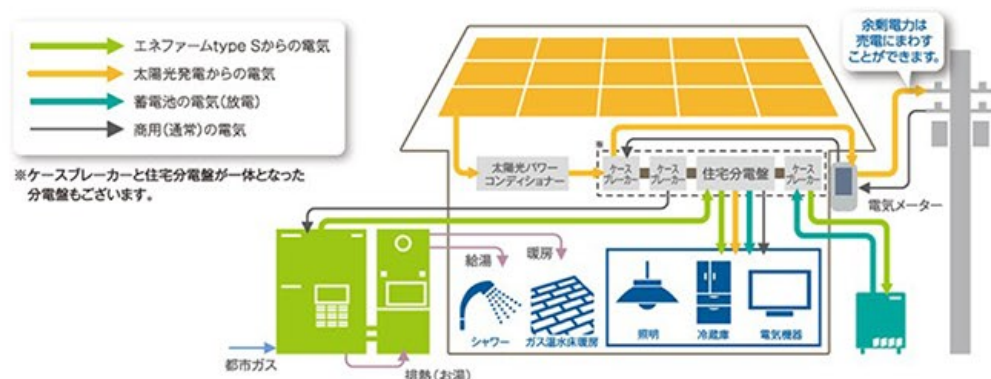 エネファームtype Sからの電気
太陽光発電からの電気
蓄電池の電気(放電)
商用(通常)の電気
※ケースブレーカーと住宅分電盤が一体となった
分電盤もございます。
余剰電力は
売電にまわす
ことができます。
太陽光パワー
コンディショナー
※
ケース
ブレーカー
ケース
ブレーカー
住宅分電盤
ケース
ブレーカー
電気メーター
給湯
暖房
シャワー
ガス温水床暖房
照明
冷蔵庫
電気機器
都市ガス
排熱(お湯)